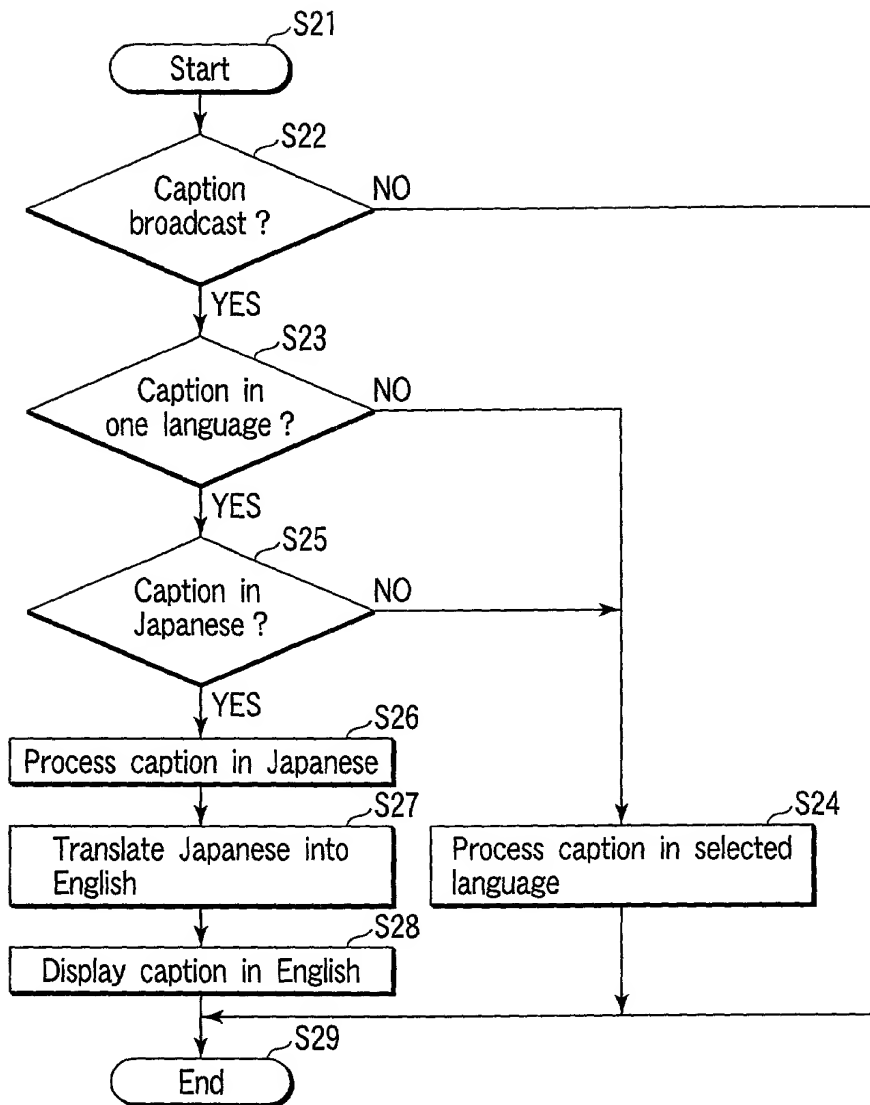 S21
Start
S22
Caption
broadcast ?
NO
YES
S23
Caption in
one language ?
NO
YES
S25
Caption in
Japanese ?
NO
YES
S26
Process caption in Japanese
S27
Translate Japanese into
English
S24
Process caption in selected
language
S28
Display caption in English
S29
End